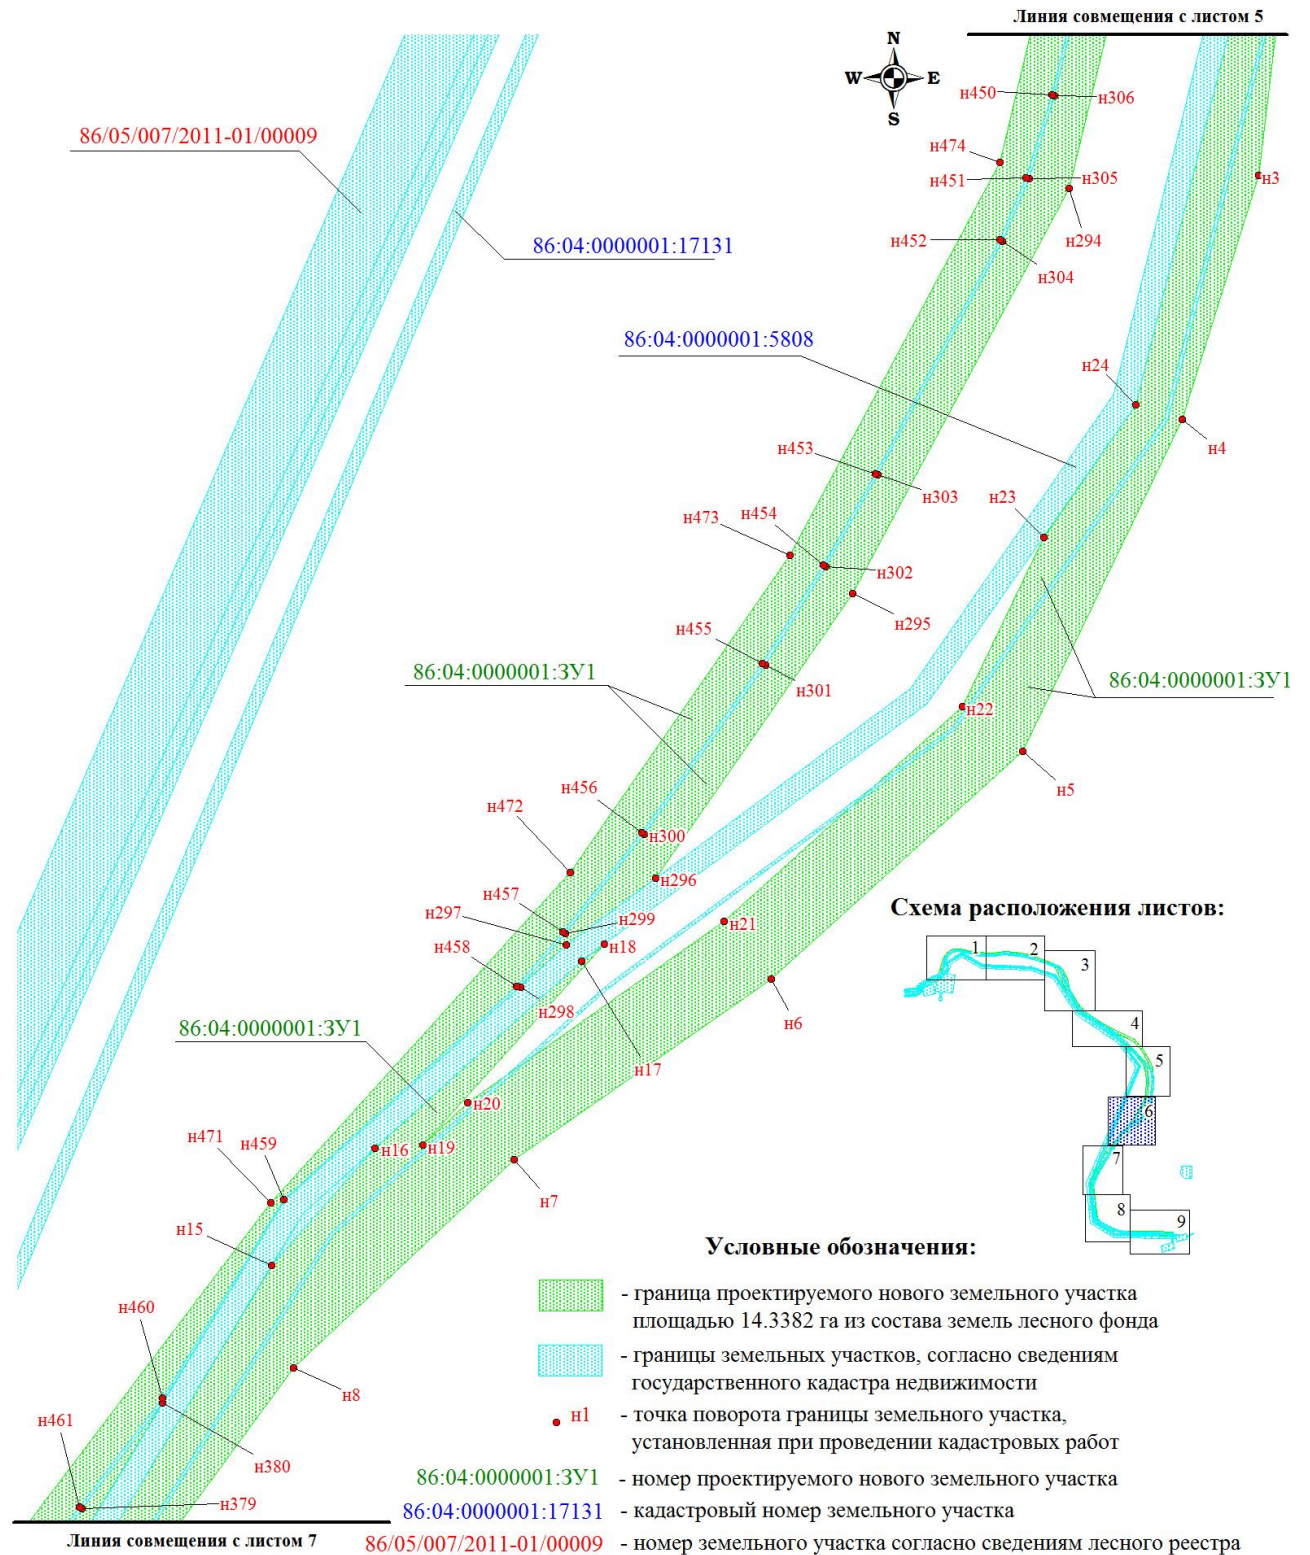 Линия совмещения с листом 5
N
W
E
S
н450
н306
86/05/007/2011-01/00009
н474
н451
н305
н3
н452
н294
86:04:0000001:17131
н304
86:04:0000001:5808
н24
н4
н453
н303
н23
н473
н454
н302
н295
н455
86:04:0000001:ЗУ1
н301
86:04:0000001:ЗУ1
н22
н5
н456
н472
н300
н296
н457
Схема расположения листов:
н297
н299
н21
н18
н458
1
2
3
н298
н6
86:04:0000001:ЗУ1
4
5
н17
н20
6
н471
н459
н16
н19
7
н7
н15
8
9
Условные обозначения:
- граница проектируемого нового земельного участка
площадью 14.3382 га из состава земель лесного фонда
н460
- границы земельных участков, согласно сведениям
государственного кадастра недвижимости
н8
н461
н1 - точка поворота границы земельного участка,
установленная при проведении кадастровых работ
н380
86:04:0000001:ЗУ1 - номер проектируемого нового земельного участка
н379
86:04:0000001:17131 - кадастровый номер земельного участка
Линия совмещения с листом 7
86/05/007/2011-01/00009 - номер земельного участка согласно сведениям лесного реестра